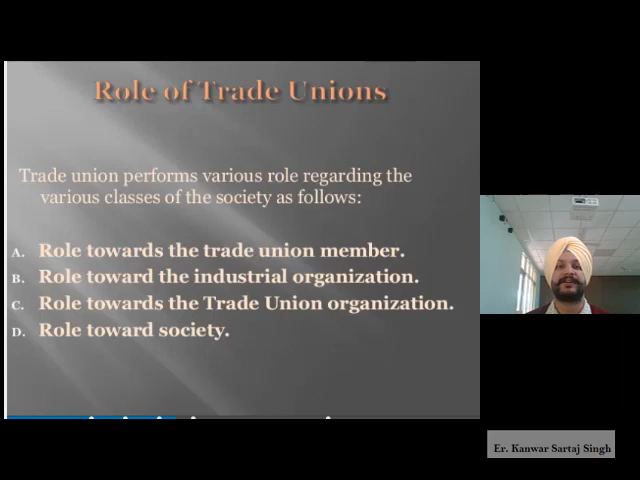 Role of Trade Unions
Trade union performs various role regarding the
various classes of the society as follows:
A. Role towards the trade union member.
B. Role toward the industrial organization.
C. Role towards the Trade Union organization.
D. Role toward society.
Er. Kanwar Sartaj Singh